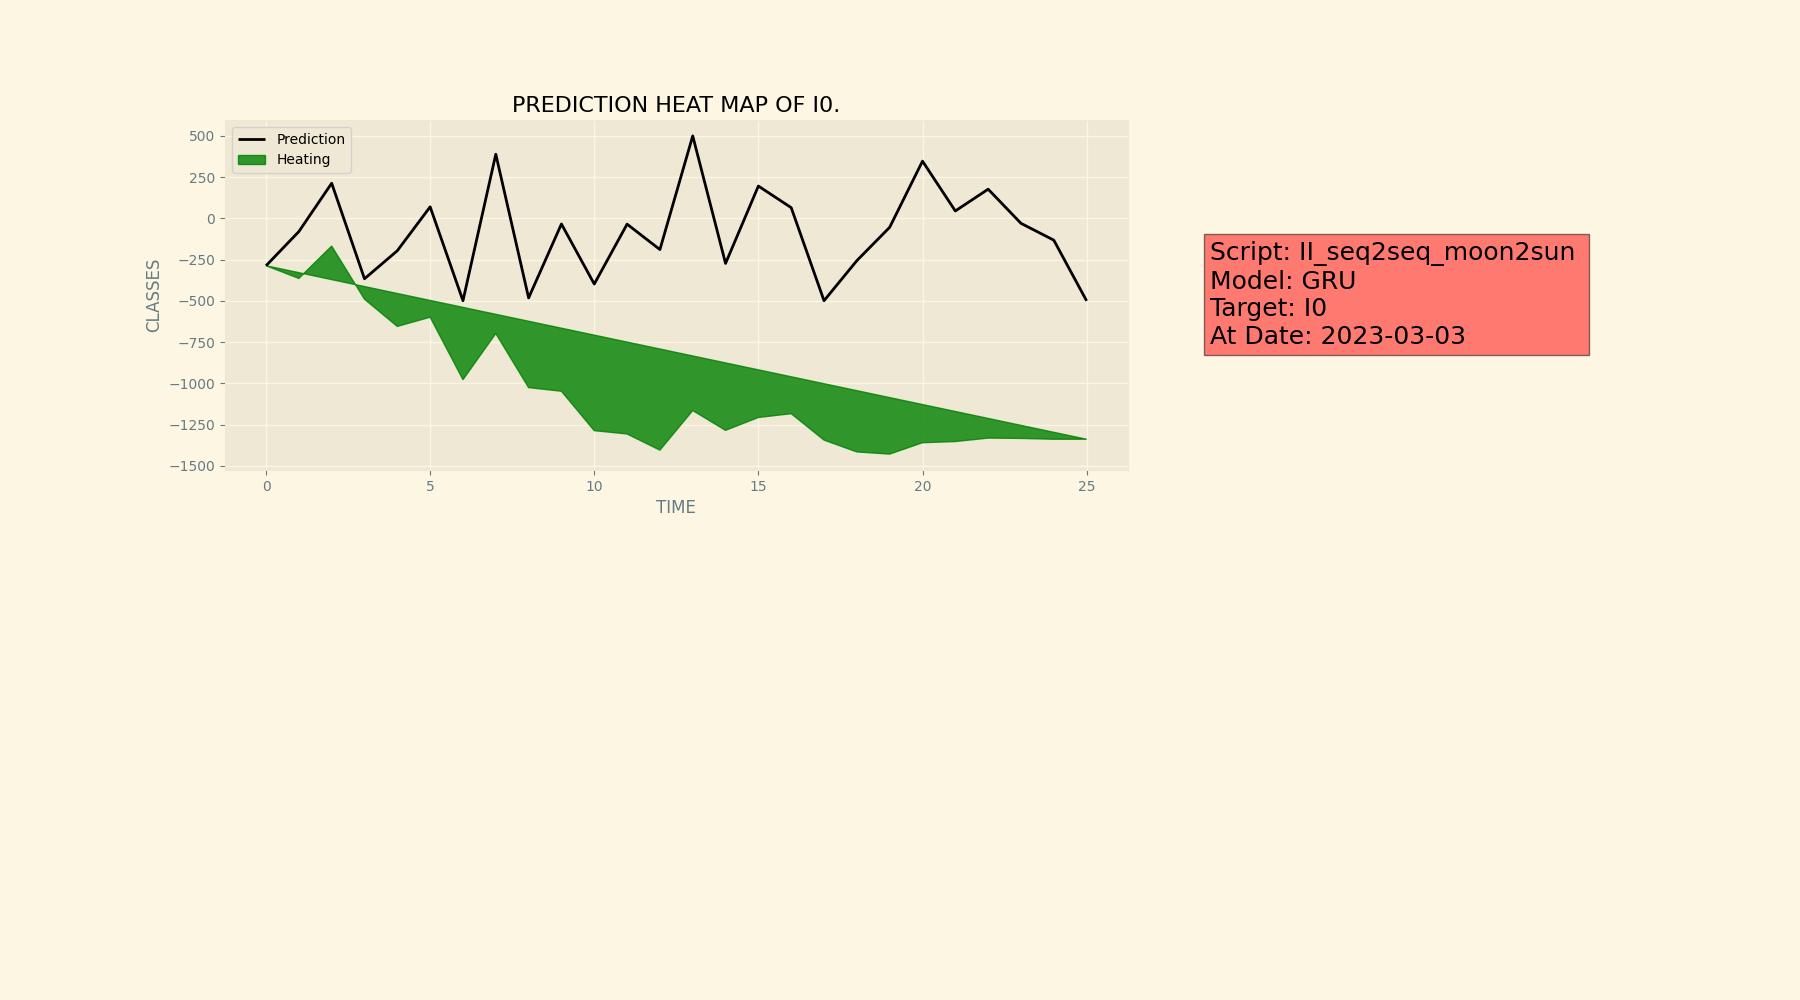 PREDICTION HEAT MAP OF I0.
Prediction
Heating
500
250
0
−250
−500
−750
−1000
−1250
−1500
CLASSES
0 5 10 15 20 25
TIME
Script: II_seq2seq_moon2sun
Model: GRU
Target: I0
At Date: 2023-03-03